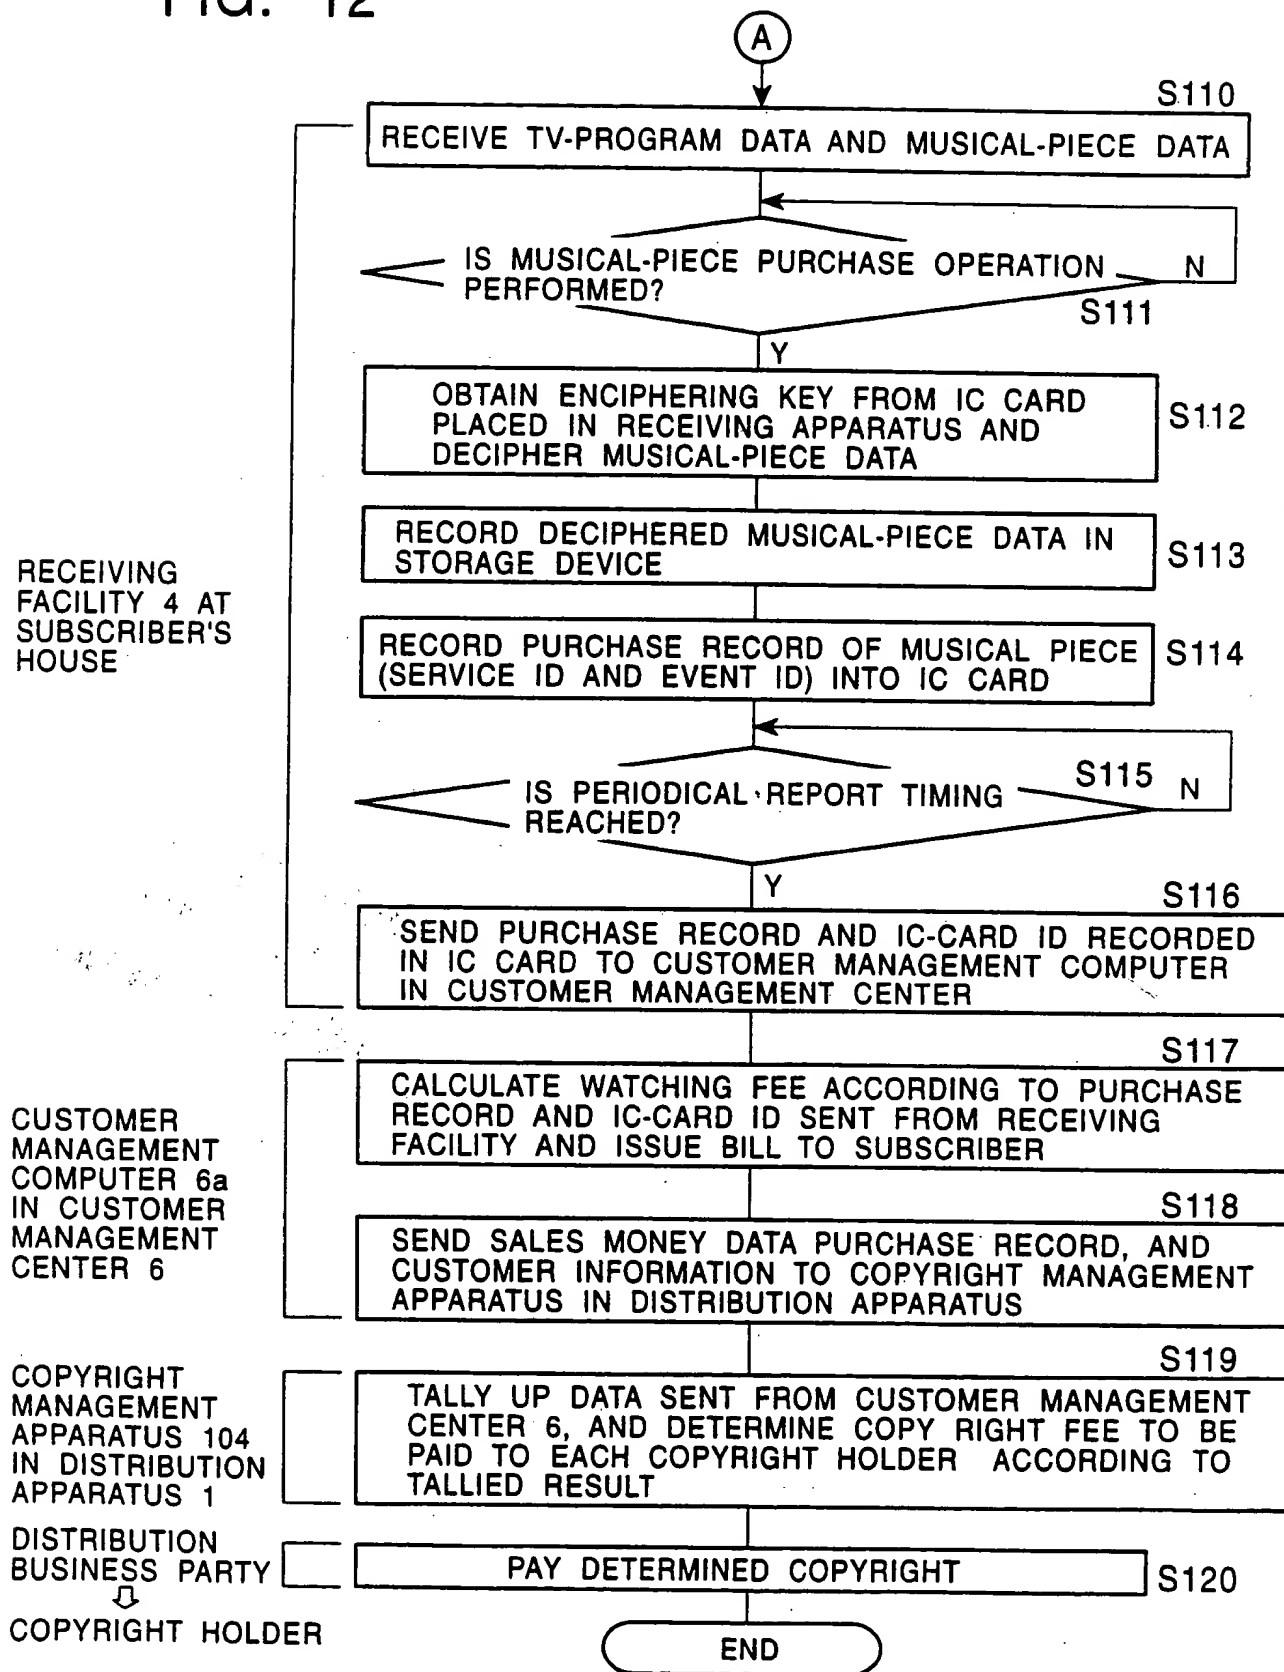 FIG. 12
A
S110
RECEIVE TV-PROGRAM DATA AND MUSICAL-PIECE DATA
IS MUSICAL-PIECE PURCHASE OPERATION
PERFORMED?
N
S111
Y
OBTAIN ENCIPHERING KEY FROM IC CARD
PLACED IN RECEIVING APPARATUS AND
DECIPHER MUSICAL-PIECE DATA
S112
RECORD DECIPHERED MUSICAL-PIECE DATA IN
STORAGE DEVICE
S113
RECEIVING
FACILITY 4 AT
SUBSCRIBER'S
HOUSE
RECORD PURCHASE RECORD OF MUSICAL PIECE
(SERVICE ID AND EVENT ID) INTO IC CARD
S114
IS PERIODICAL REPORT TIMING
REACHED?
S115
N
Y
S116
SEND PURCHASE RECORD AND IC-CARD ID RECORDED
IN IC CARD TO CUSTOMER MANAGEMENT COMPUTER
IN CUSTOMER MANAGEMENT CENTER
S117
CALCULATE WATCHING FEE ACCORDING TO PURCHASE
RECORD AND IC-CARD ID SENT FROM RECEIVING
FACILITY AND ISSUE BILL TO SUBSCRIBER
CUSTOMER
MANAGEMENT
COMPUTER 6a
IN CUSTOMER
MANAGEMENT
CENTER 6
S118
SEND SALES MONEY DATA PURCHASE RECORD, AND
CUSTOMER INFORMATION TO COPYRIGHT MANAGEMENT
APPARATUS IN DISTRIBUTION APPARATUS
S119
COPYRIGHT
MANAGEMENT
APPARATUS 104
IN DISTRIBUTION
APPARATUS 1
TALLY UP DATA SENT FROM CUSTOMER MANAGEMENT
CENTER 6, AND DETERMINE COPY RIGHT FEE TO BE
PAID TO EACH COPYRIGHT HOLDER ACCORDING TO
TALLIED RESULT
DISTRIBUTION
BUSINESS PARTY
⇩
COPYRIGHT HOLDER
PAY DETERMINED COPYRIGHT
S120
END